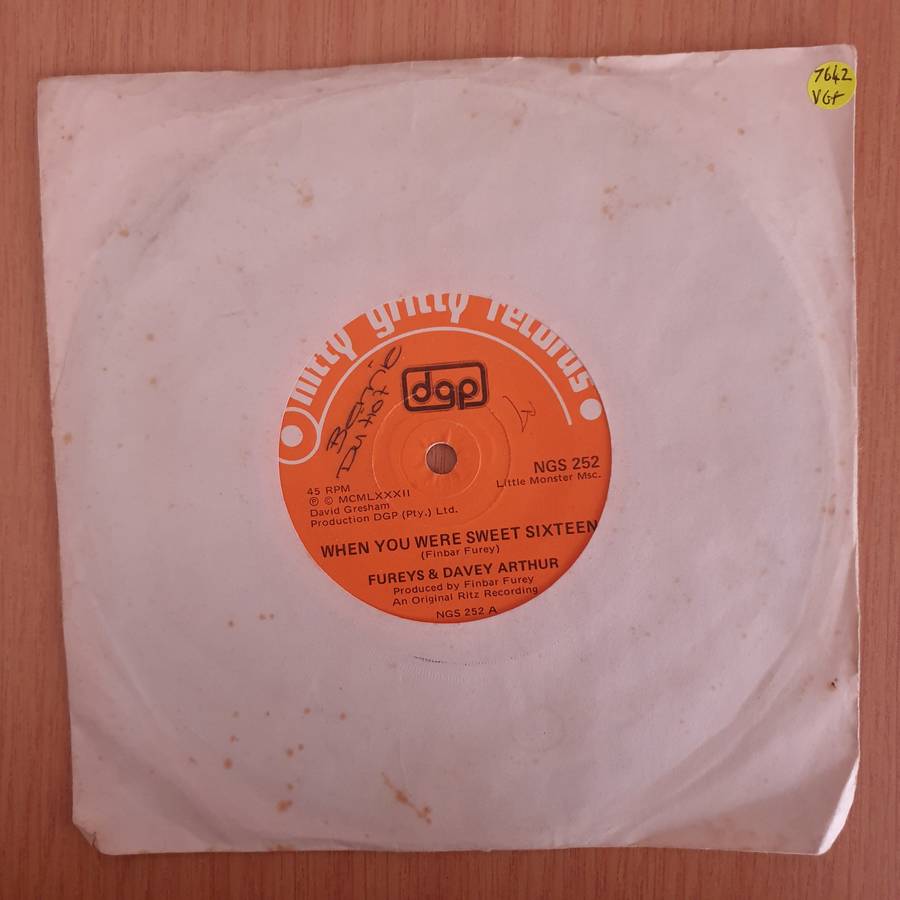 7642
VG+
nitty gritty records
dgp
Du Toit
NGS 252
Little Monster Msc.
45 RPM
℗ © MCMLXXXII
David Gresham
Production DGP (Pty.) Ltd.
WHEN YOU WERE SWEET SIXTEEN
(Finbar Furey)
FUREYS & DAVEY ARTHUR
Produced by Finbar Furey
An Original Ritz Recording
NGS 252 A